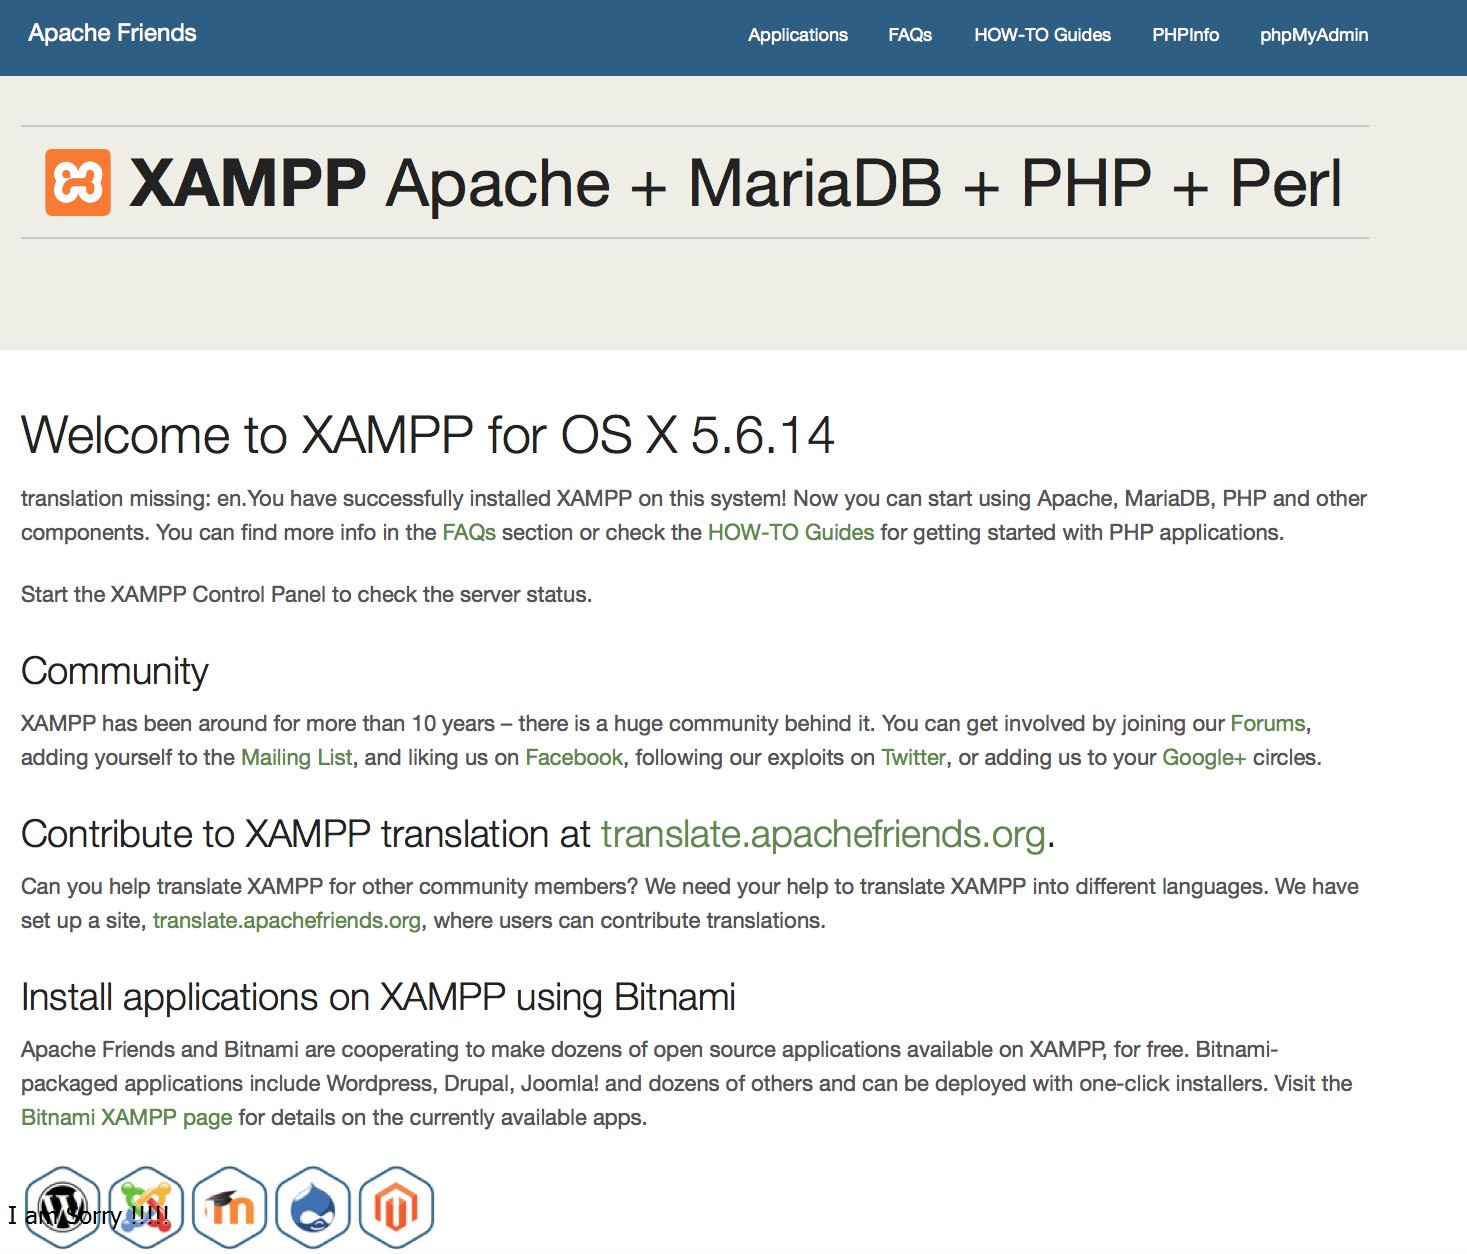 Apache Friends
Applications FAQs HOW-TO Guides PHPInfo phpMyAdmin
XAMPP Apache + MariaDB + PHP + Perl
Welcome to XAMPP for OS X 5.6.14
translation missing: en.You have successfully installed XAMPP on this system! Now you can start using Apache, MariaDB, PHP and other
components. You can find more info in the FAQs section or check the HOW-TO Guides for getting started with PHP applications.
Start the XAMPP Control Panel to check the server status.
Community
XAMPP has been around for more than 10 years – there is a huge community behind it. You can get involved by joining our Forums,
adding yourself to the Mailing List, and liking us on Facebook, following our exploits on Twitter, or adding us to your Google+ circles.
Contribute to XAMPP translation at translate.apachefriends.org.
Can you help translate XAMPP for other community members? We need your help to translate XAMPP into different languages. We have
set up a site, translate.apachefriends.org, where users can contribute translations.
Install applications on XAMPP using Bitnami
Apache Friends and Bitnami are cooperating to make dozens of open source applications available on XAMPP, for free. Bitnami-
packaged applications include Wordpress, Drupal, Joomla! and dozens of others and can be deployed with one-click installers. Visit the
Bitnami XAMPP page for details on the currently available apps.
I am Sorry !!!!!